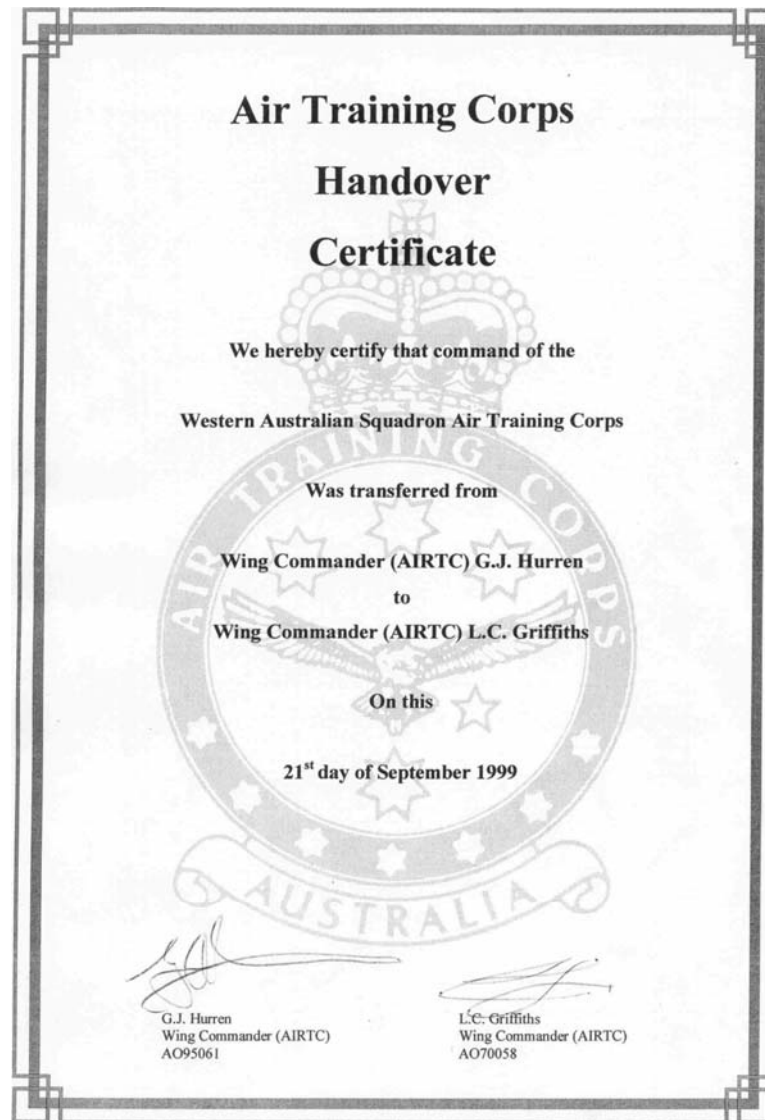 Air Training Corps
Handover
Certificate
We hereby certify that command of the
Western Australian Squadron Air Training Corps
Was transferred from
Wing Commander (AIRTC) G.J. Hurren
to
Wing Commander (AIRTC) L.C. Griffiths
On this
21st day of September 1999
AIR TRAINING CORPS
AUSTRALIA
G.J. Hurren
Wing Commander (AIRTC)
AO95061
L.C. Griffiths
Wing Commander (AIRTC)
AO70058